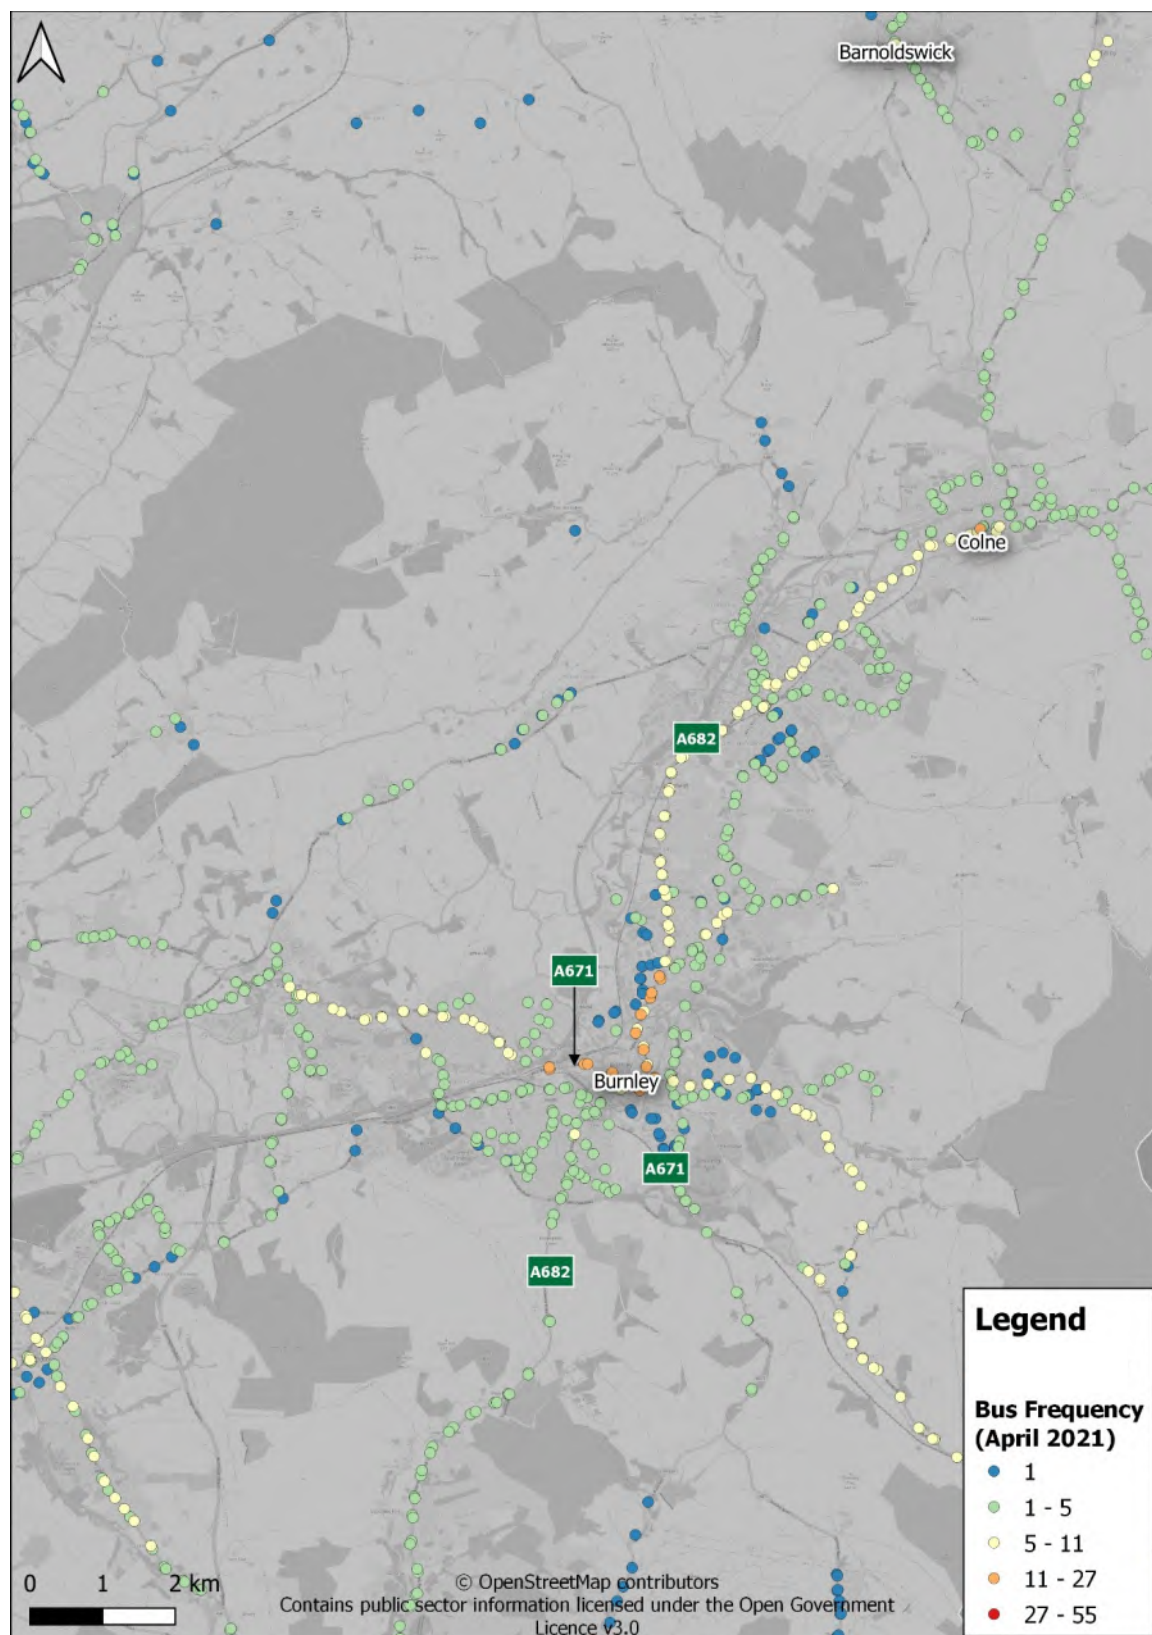 Barnoldswick
Colne
A682
A671
Burnley
A671
A682
Legend
Bus Frequency
(April 2021)
1
1 - 5
5 - 11
11 - 27
27 - 55
0 1 2 km
© OpenStreetMap contributors
Contains public sector information licensed under the Open Government
Licence v3.0